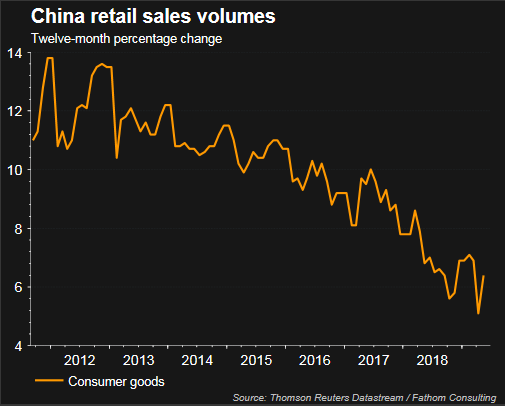 China retail sales volumes
Twelve-month percentage change
14
12
10
8
6
4
2012 2013 2014 2015 2016 2017 2018
Consumer goods
Source: Thomson Reuters Datastream / Fathom Consulting